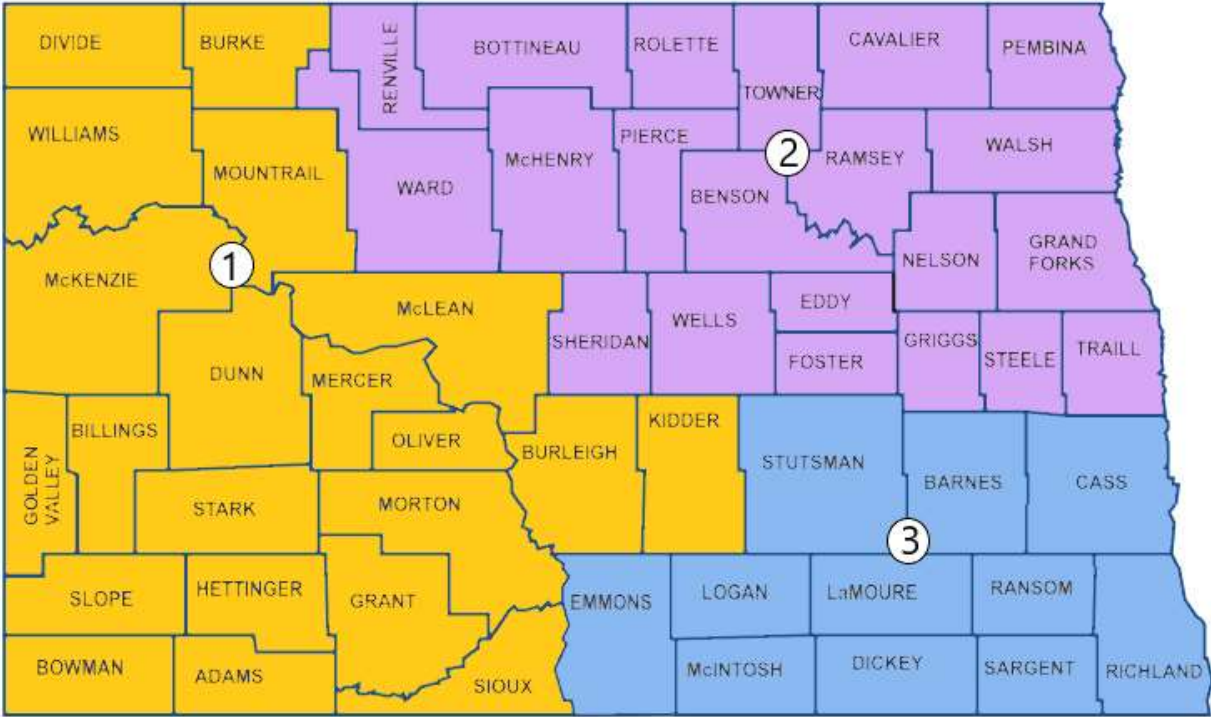 DIVIDE
BURKE
RENVILLE
BOTTINEAU
ROLETTE
TOWNER
CAVALIER
PEMBINA
WILLIAMS
MOUNTRAIL
WARD
McHENRY
PIERCE
BENSON
2
RAMSEY
WALSH
McKENZIE
1
McLEAN
SHERIDAN
WELLS
EDDY
NELSON
GRAND
FORKS
DUNN
MERCER
FOSTER
GRIGGS
STEELE
TRAILL
GOLDEN
VALLEY
BILLINGS
OLIVER
BURLEIGH
KIDDER
STUTSMAN
BARNES
CASS
STARK
MORTON
3
SLOPE
HETTINGER
GRANT
EMMONS
LOGAN
LaMOURE
RANSOM
BOWMAN
ADAMS
SIOUX
McINTOSH
DICKEY
SARGENT
RICHLAND